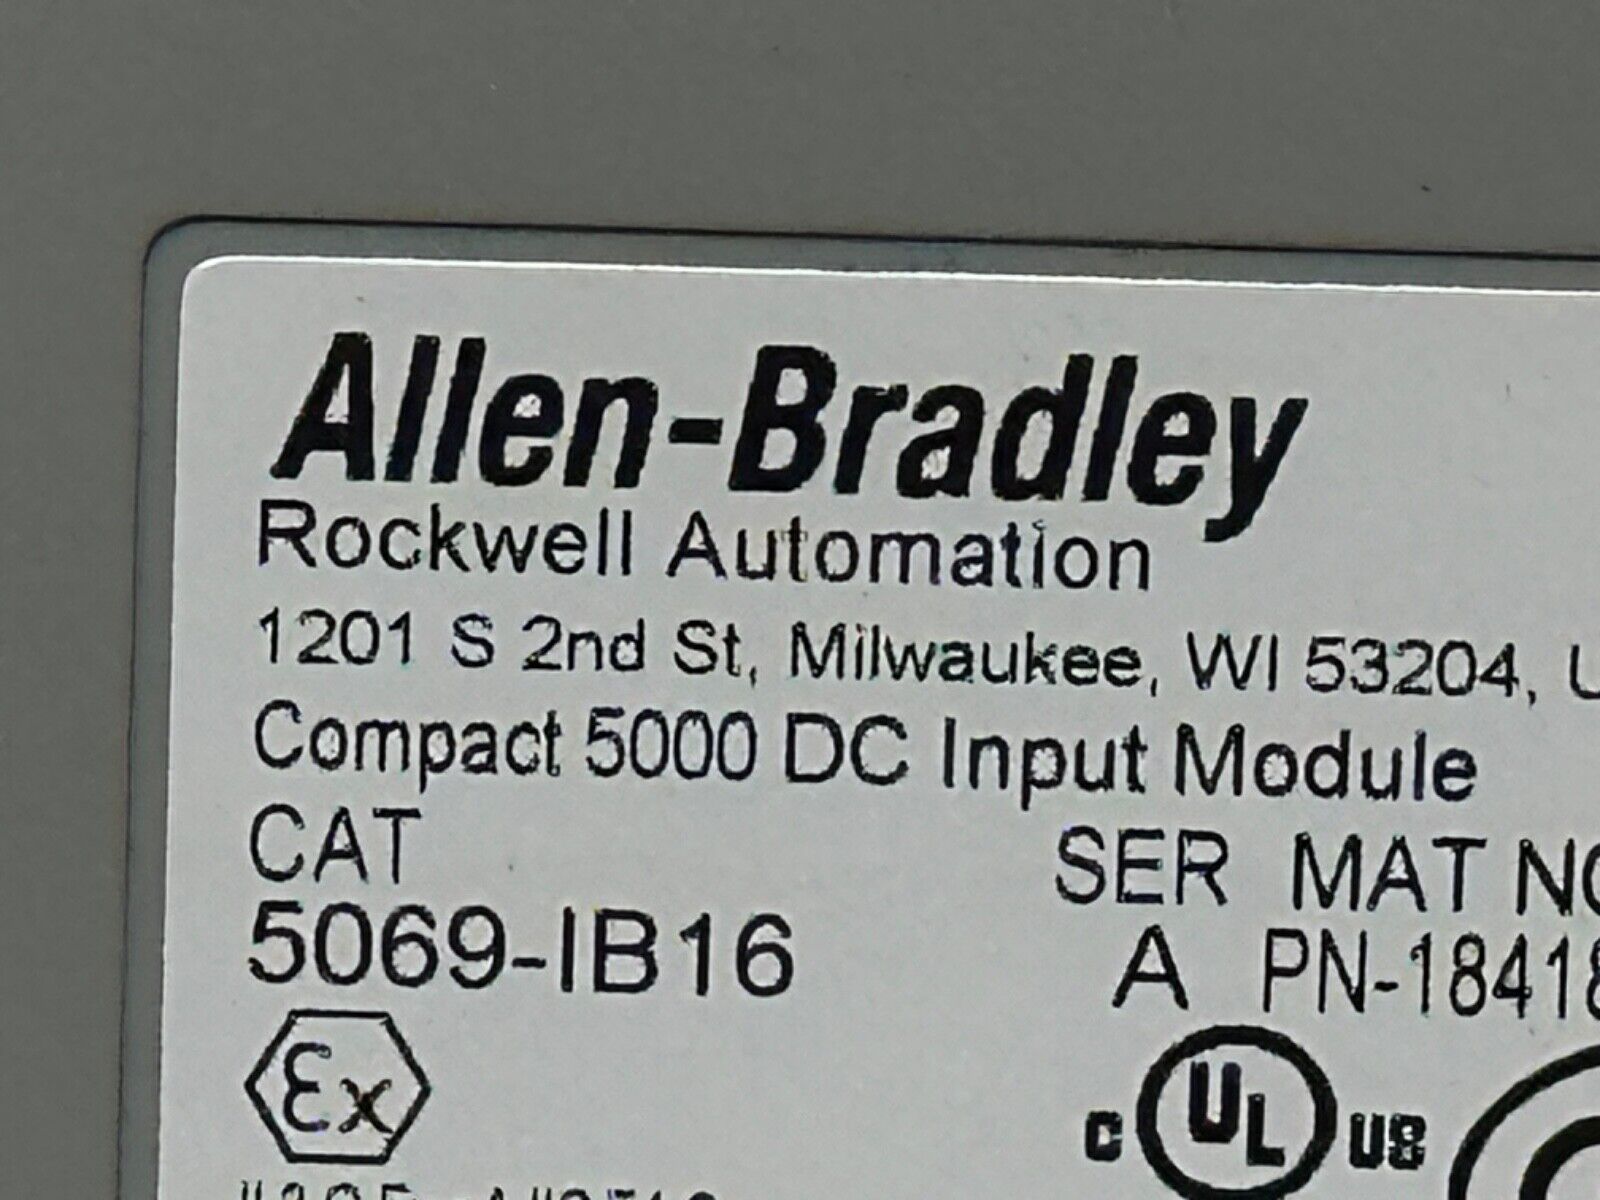 Allen-Bradley
Rockwell Automation
1201 S 2nd St, Milwaukee, WI 53204,
Compact 5000 DC Input Module
CAT SER MAT
5069-IB16 A PN-18418
Ex C UL US